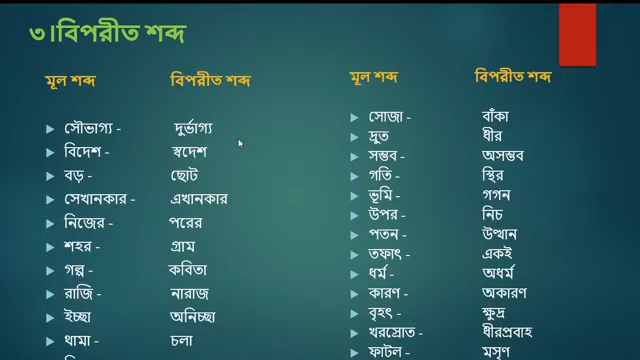 ৩।বিপরীত শব্দ
মূল শব্দ বিপরীত শব্দ
সৌভাগ্য - দুর্ভাগ্য
বিদেশ - স্বদেশ
বড় - ছোট
সেখানকার - এখানকার
নিজের - পরের
শহর - গ্রাম
গল্প - কবিতা
রাজি - নারাজ
ইচ্ছা অনিচ্ছা
থামা - চলা
মূল শব্দ বিপরীত শব্দ
সোজা - বাঁকা
দ্রুত ধীর
সম্ভব - অসম্ভব
গতি - স্থির
ভূমি - গগন
উপর - নিচ
পতন - উত্থান
তফাৎ - একই
ধর্ম - অধর্ম
কারণ - অকারণ
বৃহৎ - ক্ষুদ্র
খরস্রোত - ধীরপ্রবাহ
ফাটল - মসৃণ